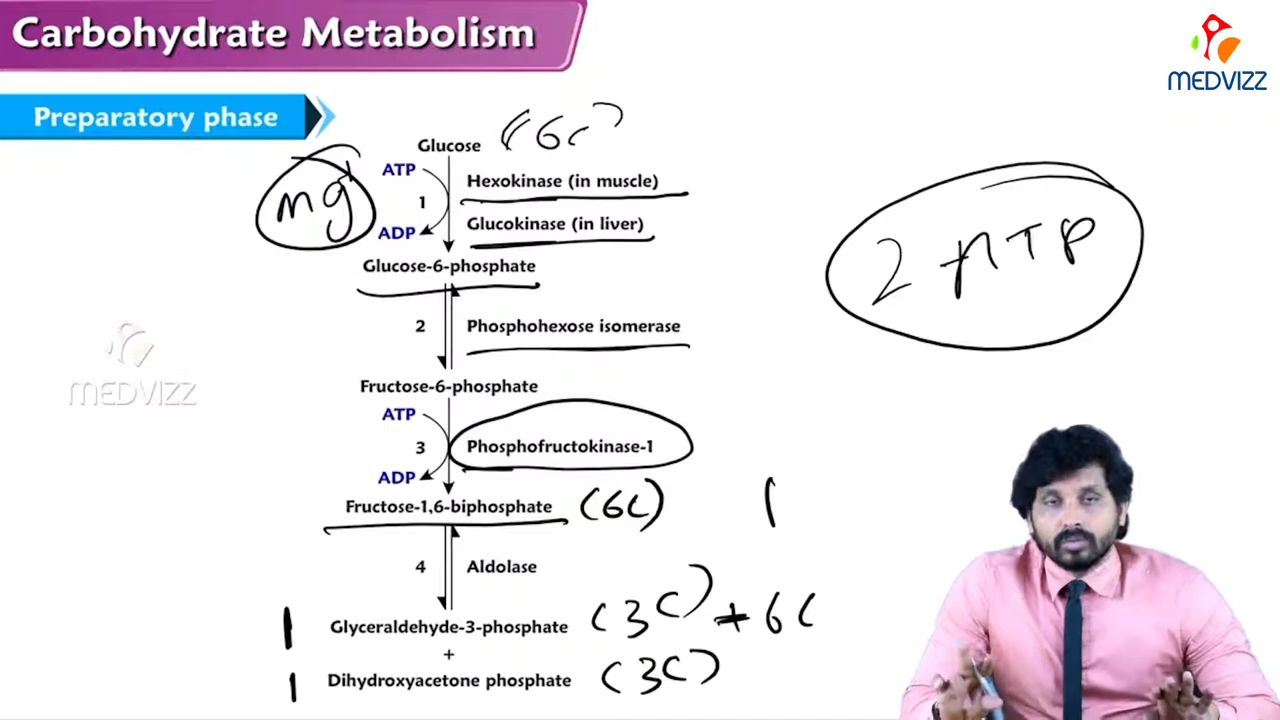 Carbohydrate Metabolism
MEDVIZZ
Preparatory phase
Glucose (6C)
ATP
mg+
1
Hexokinase (in muscle)
Glucokinase (in liver)
ADP
2 ATP
Glucose-6-phosphate
2
Phosphohexose isomerase
MEDVIZZ
Fructose-6-phosphate
ATP
3
Phosphofructokinase-1
ADP
Fructose-1,6-biphosphate (6C) 1
4
Aldolase
1 Glyceraldehyde-3-phosphate (3C) + 6C
+
1 Dihydroxyacetone phosphate (3C)